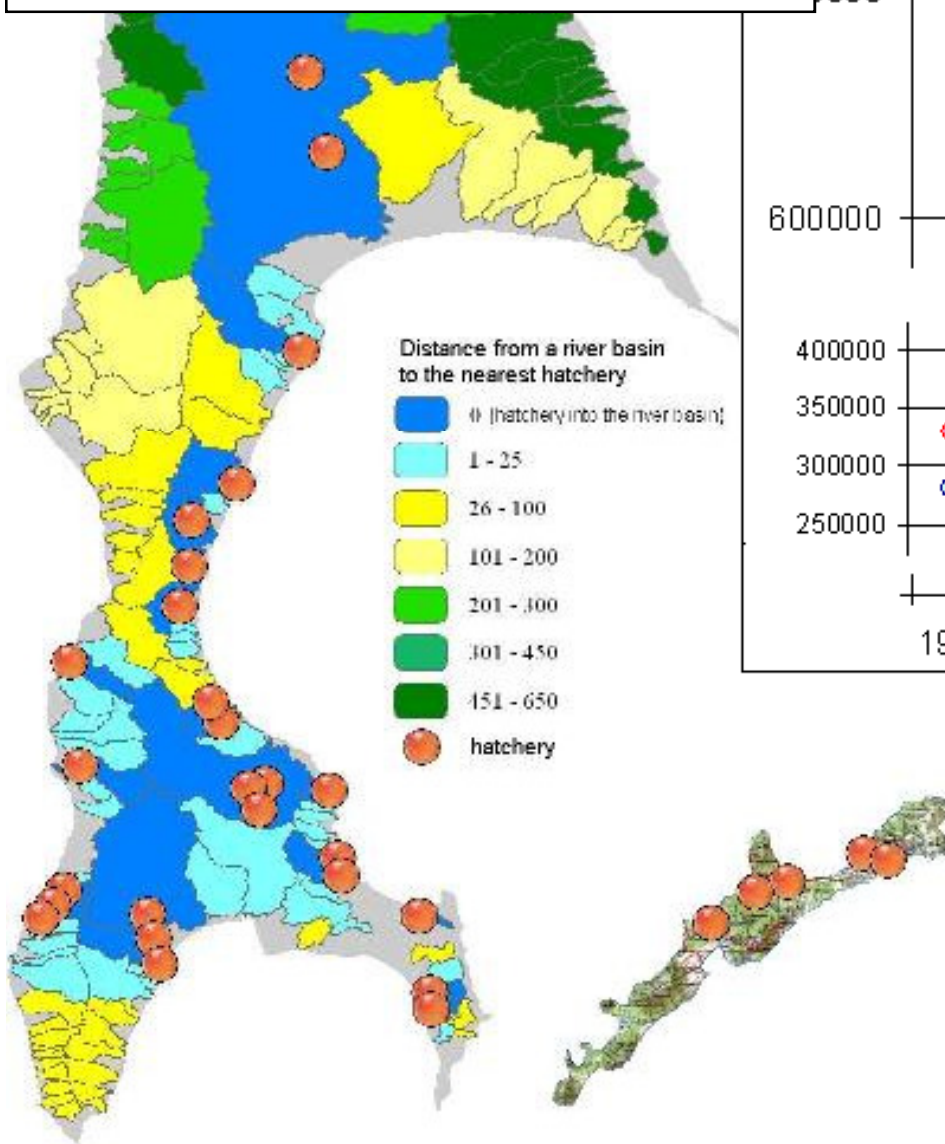 Distance from a river basin
to the nearest hatchery
0 (hatchery into the river basin)
1 - 25
26 - 100
101 - 200
201 - 300
301 - 450
451 - 650
hatchery
600000
400000
350000
300000
250000
19